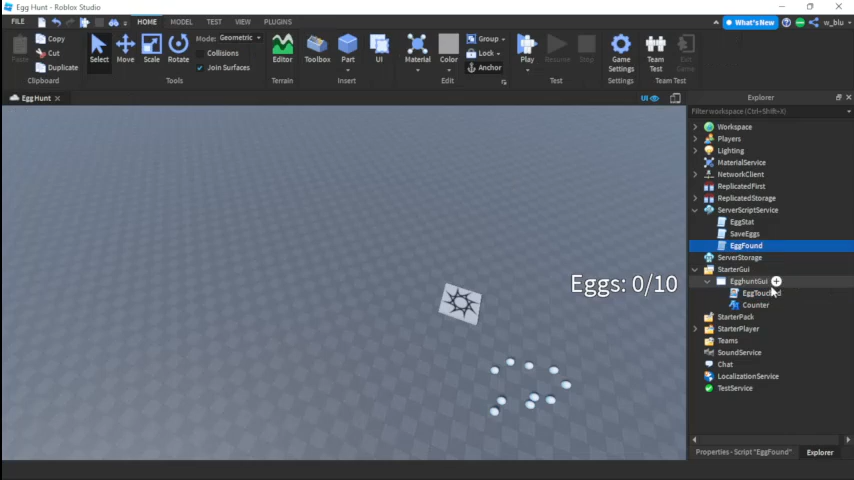 Egg Hunt - Roblox Studio
FILE HOME MODEL TEST VIEW PLUGINS What's New w_blu
Copy
Cut
Duplicate
Paste
Clipboard
Select Move Scale Rotate
Mode: Geometric
Collisions
Join Surfaces
Tools
Editor
Terrain
Toolbox Part UI
Insert
Material Color
Group
Lock
Anchor
Edit
Play Resume Stop
Test
Game Settings
Settings
Team Test Exit Game
Team Test
Egg Hunt
UI
Explorer
Filter workspace (Ctrl+Shift+X)
Workspace
Players
Lighting
MaterialService
NetworkClient
ReplicatedFirst
ReplicatedStorage
ServerScriptService
EggStat
SaveEggs
EggFound
ServerStorage
StarterGui
EgghuntGui
Counter
StarterPack
StarterPlayer
Teams
SoundService
Chat
LocalizationService
TestService
Eggs: 0/10
Properties - Script "EggFound" Explorer